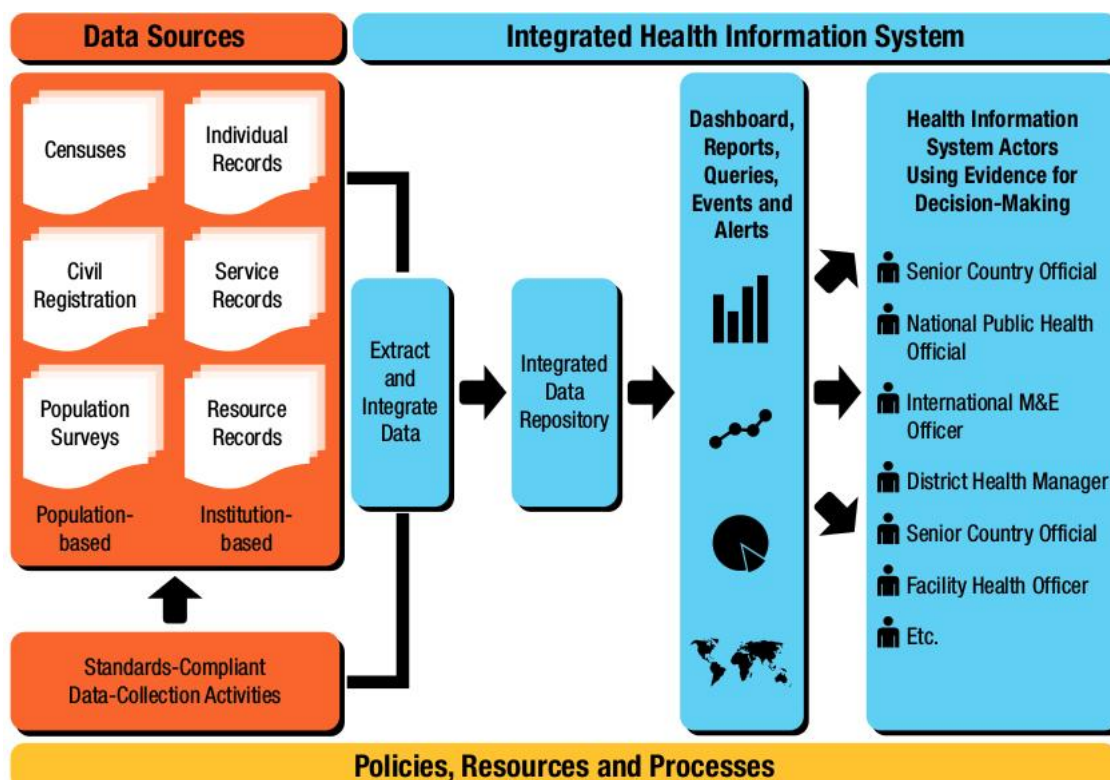 Data Sources
Integrated Health Information System
Censuses
Individual
Records
Civil
Registration
Service
Records
Population
Surveys
Resource
Records
Population-
based
Institution-
based
Standards-Compliant
Data-Collection Activities
Extract
and
Integrate
Data
Integrated
Data
Repository
Dashboard,
Reports,
Queries,
Events and
Alerts
Health Information
System Actors
Using Evidence for
Decision-Making
Senior Country Official
National Public Health
Official
International M&E
Officer
District Health Manager
Senior Country Official
Facility Health Officer
Etc.
Policies, Resources and Processes